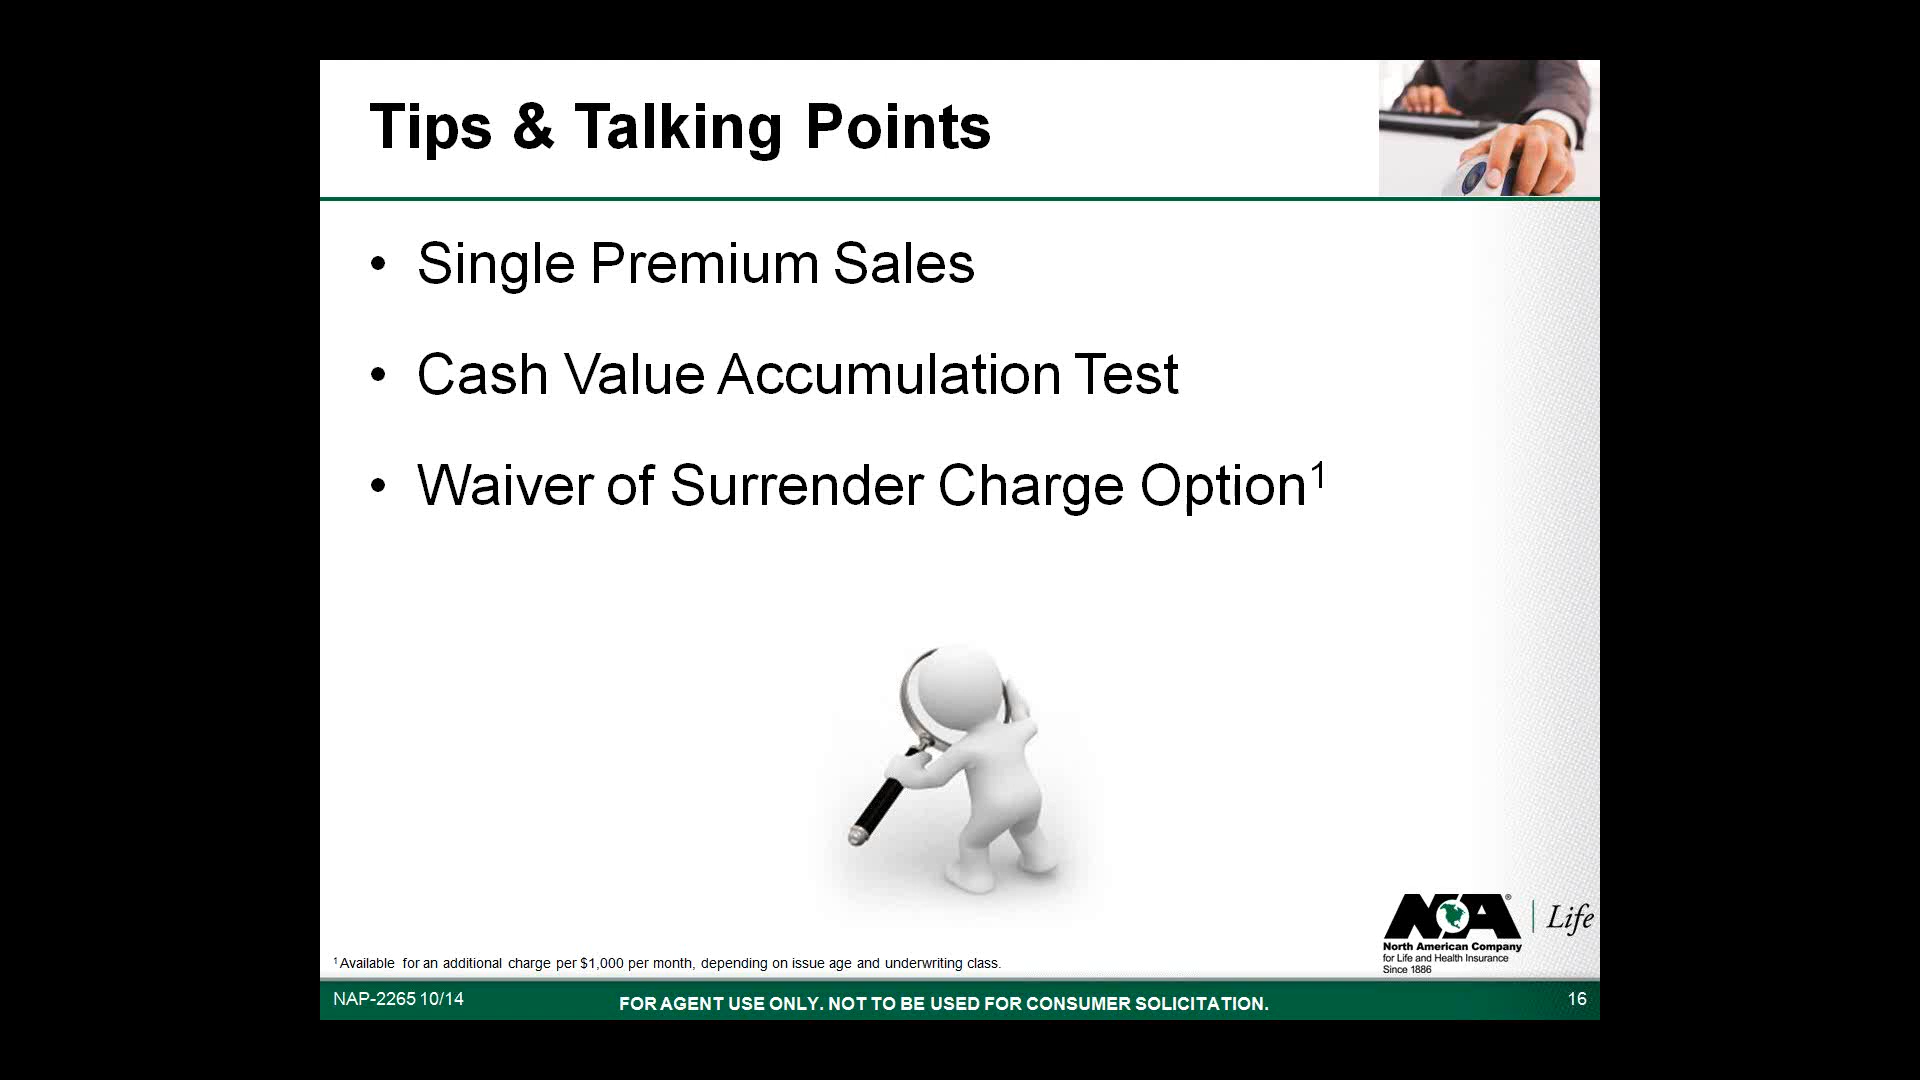 Tips & Talking Points
• Single Premium Sales
• Cash Value Accumulation Test
• Waiver of Surrender Charge Option¹
NA® | Life
North American Company
for Life and Health Insurance
Since 1886
¹ Available for an additional charge per $1,000 per month, depending on issue age and underwriting class.
NAP-2265 10/14
FOR AGENT USE ONLY. NOT TO BE USED FOR CONSUMER SOLICITATION.
16